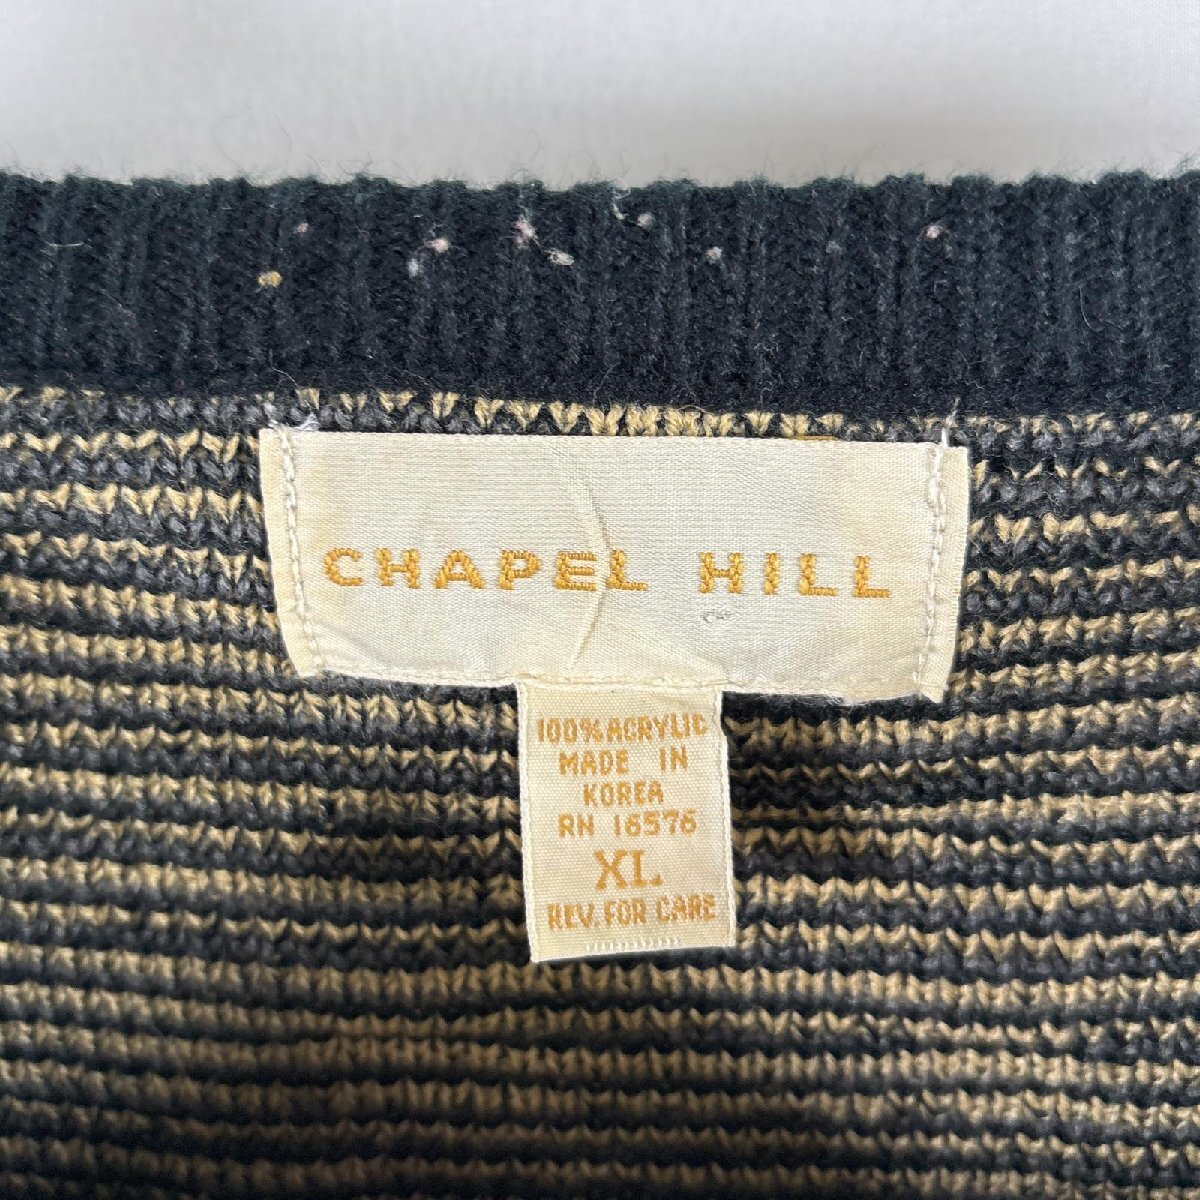 CHAPEL HILL
100% ACRYLIC
MADE IN
KOREA
RN 16576
XL.
REV. FOR CARE